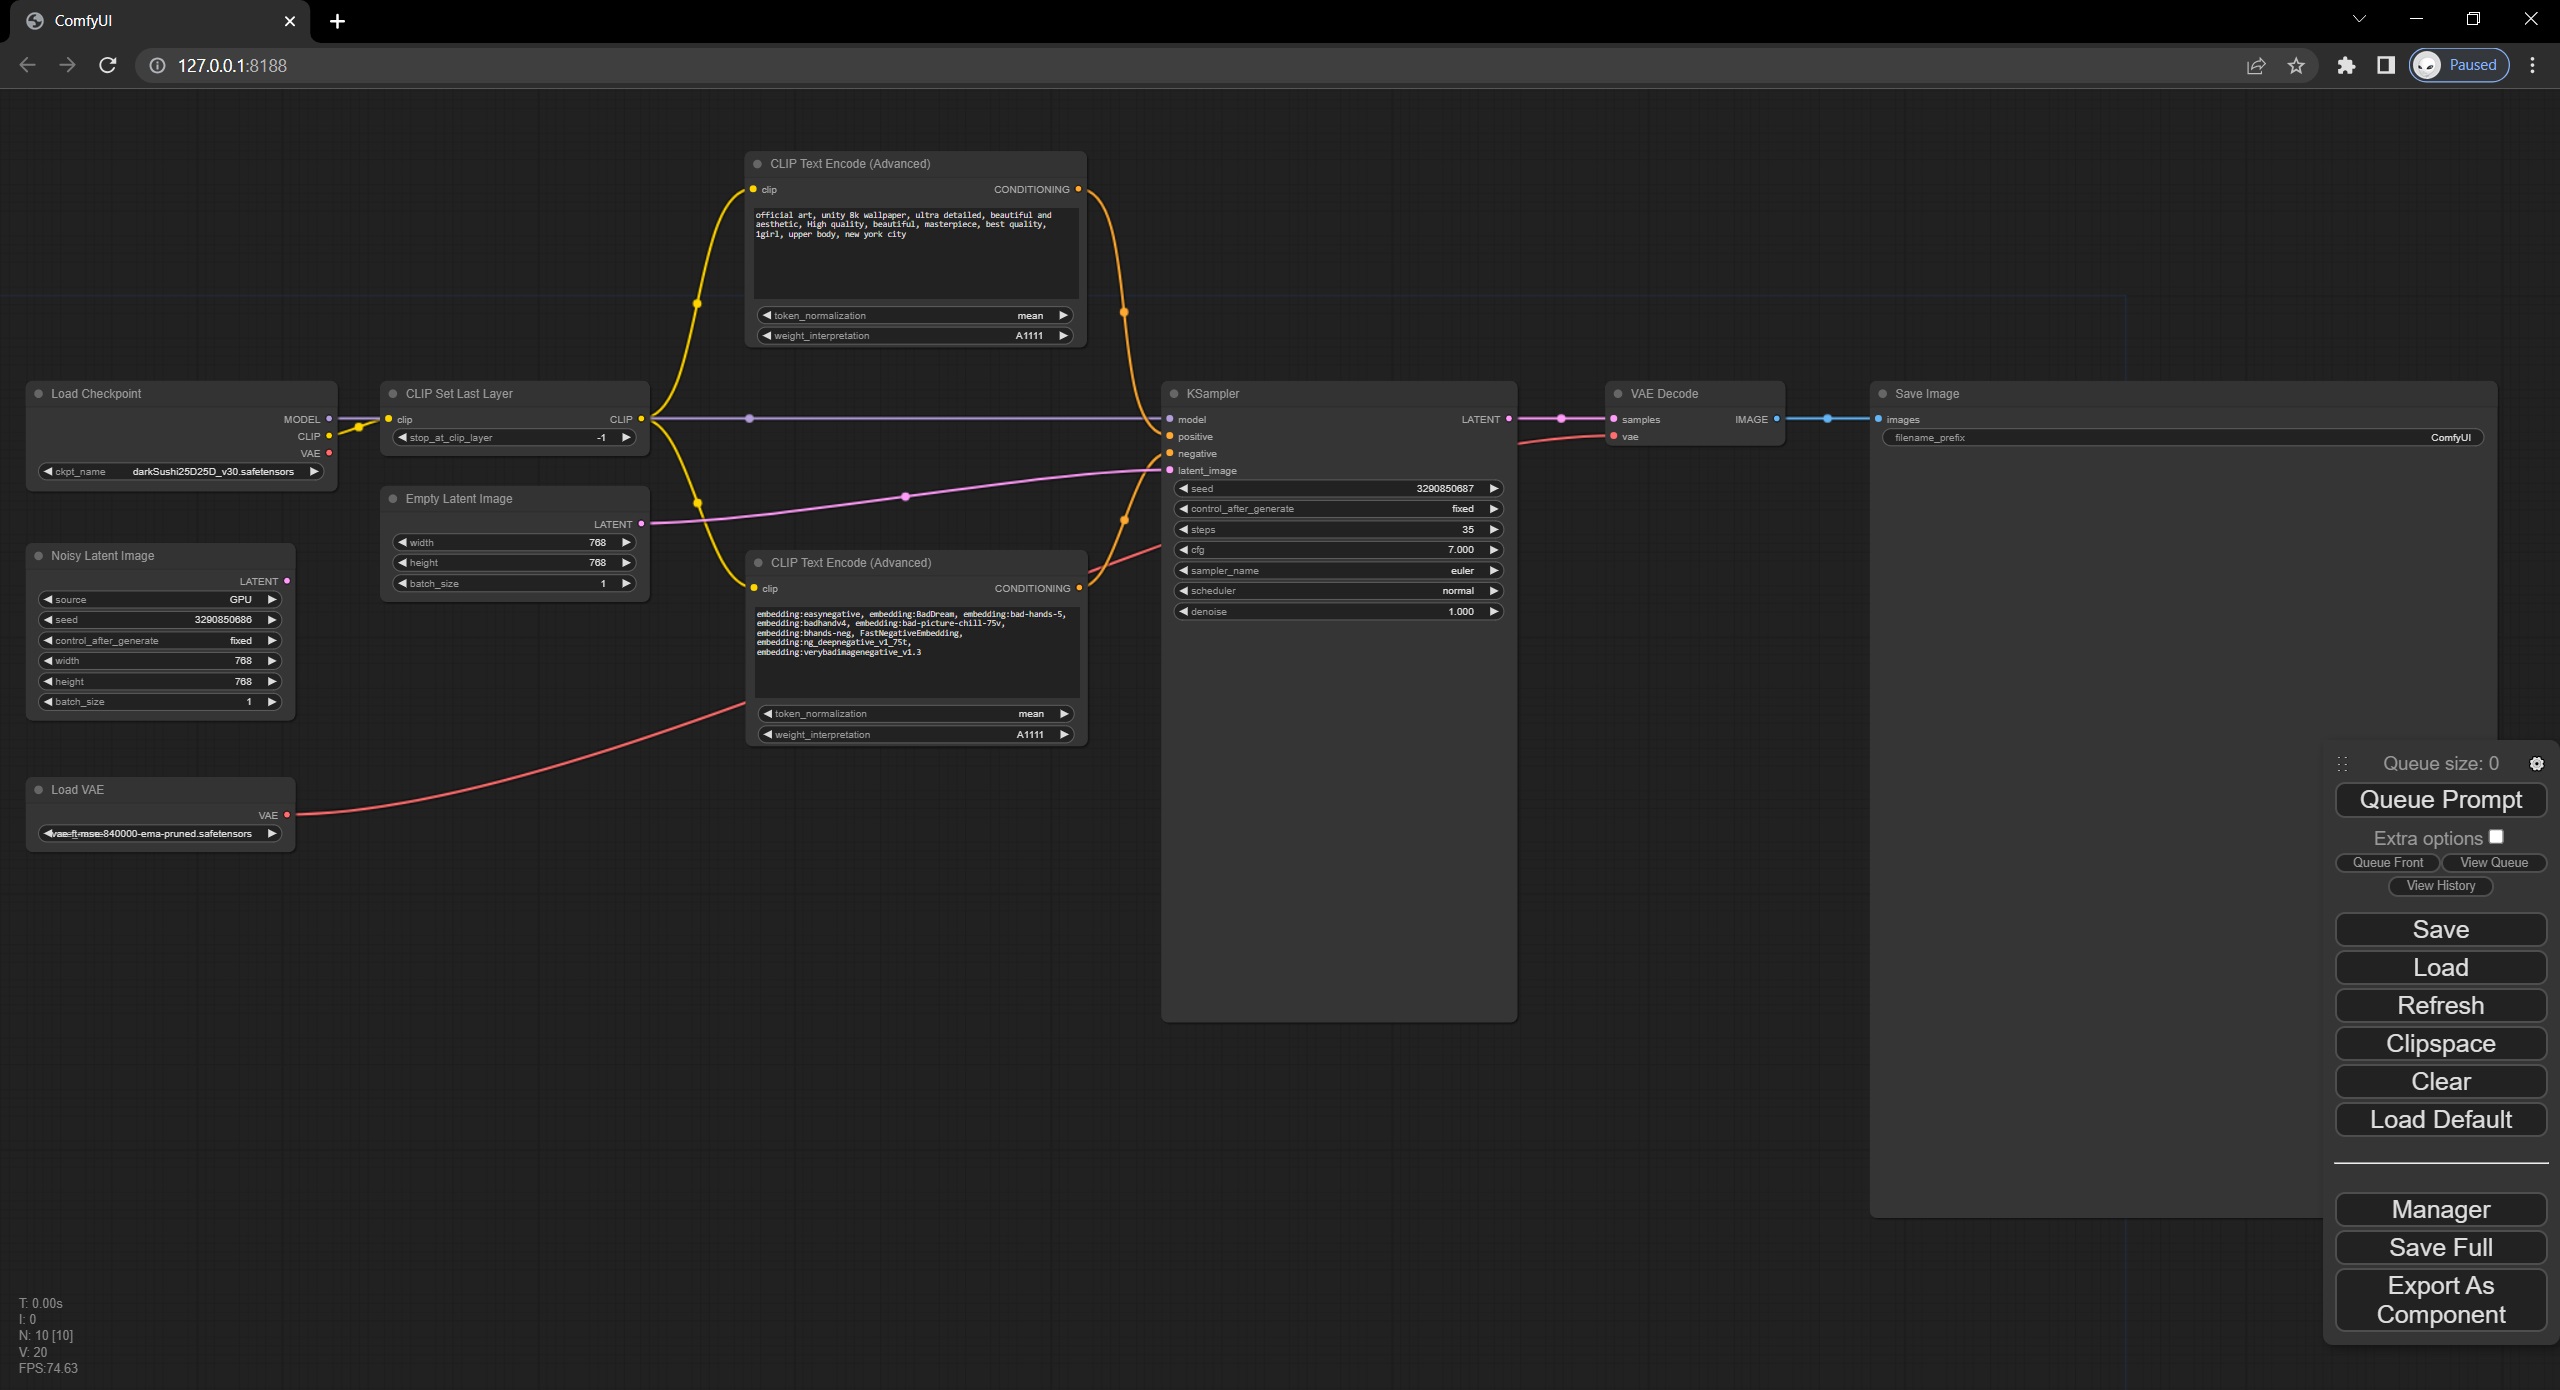 ComfyUI
127.0.0.1:8188
Paused
CLIP Text Encode (Advanced)
clip
CONDITIONING
official art, unity 8k wallpaper, ultra detailed, beautiful and
aesthetic, High quality, beautiful, masterpiece, best quality,
1girl, upper body, new york city
token_normalization mean
weight_interpretation A1111
Load Checkpoint
MODEL
CLIP
VAE
ckpt_name darkSushi25D25D_v30.safetensors
CLIP Set Last Layer
clip
CLIP
stop_at_clip_layer -1
Empty Latent Image
LATENT
width 768
height 768
batch_size 1
Noisy Latent Image
LATENT
source GPU
seed 3290850686
control_after_generate fixed
width 768
height 768
batch_size 1
Load VAE
VAE
vae-ft-mse-840000-ema-pruned.safetensors
CLIP Text Encode (Advanced)
clip
CONDITIONING
embedding:easynegative, embedding:BadDream, embedding:bad-hands-5,
embedding:badhandv4, embedding:bad-picture-chill-75v,
embedding:bhands-neg, FastNegativeEmbedding,
embedding:ng_deepnegative_v1_75t,
embedding:verybadimagenegative_v1.3
token_normalization mean
weight_interpretation A1111
KSampler
model
LATENT
positive
negative
latent_image
seed 3290850687
control_after_generate fixed
steps 35
cfg 7.000
sampler_name euler
scheduler normal
denoise 1.000
VAE Decode
samples
IMAGE
vae
Save Image
images
filename_prefix ComfyUI
Queue size: 0
Queue Prompt
Extra options
Queue Front
View Queue
View History
Save
Load
Refresh
Clipspace
Clear
Load Default
Manager
Save Full
Export As
Component
T: 0.00s
I: 0
N: 10 [10]
V: 20
FPS:74.63